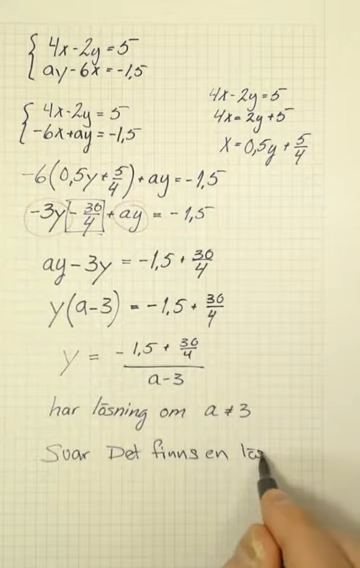 4x-2y=5
ay-6x=-1,5
4x-2y=5
-6x+ay=-1,5
4x-2y=5
4x=2y+5
x=0,5y+5/4
-6(0,5y+5/4)+ay=-1,5
-3y-30/4+ay=-1,5
ay-3y=-1,5+30/4
y(a-3)=-1,5+30/4
y=(-1,5+30/4)/(a-3)
har låsning om a≠3
Svar Det finns en lös